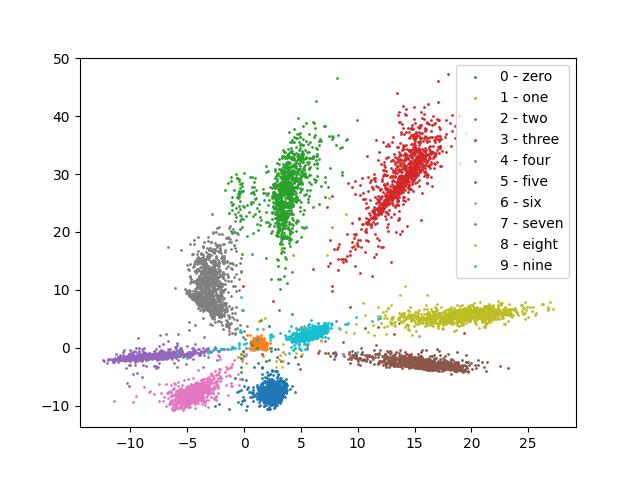 50
40
30
20
10
0
−10
−10
−5
0
5
10
15
20
25
0 - zero
1 - one
2 - two
3 - three
4 - four
5 - five
6 - six
7 - seven
8 - eight
9 - nine